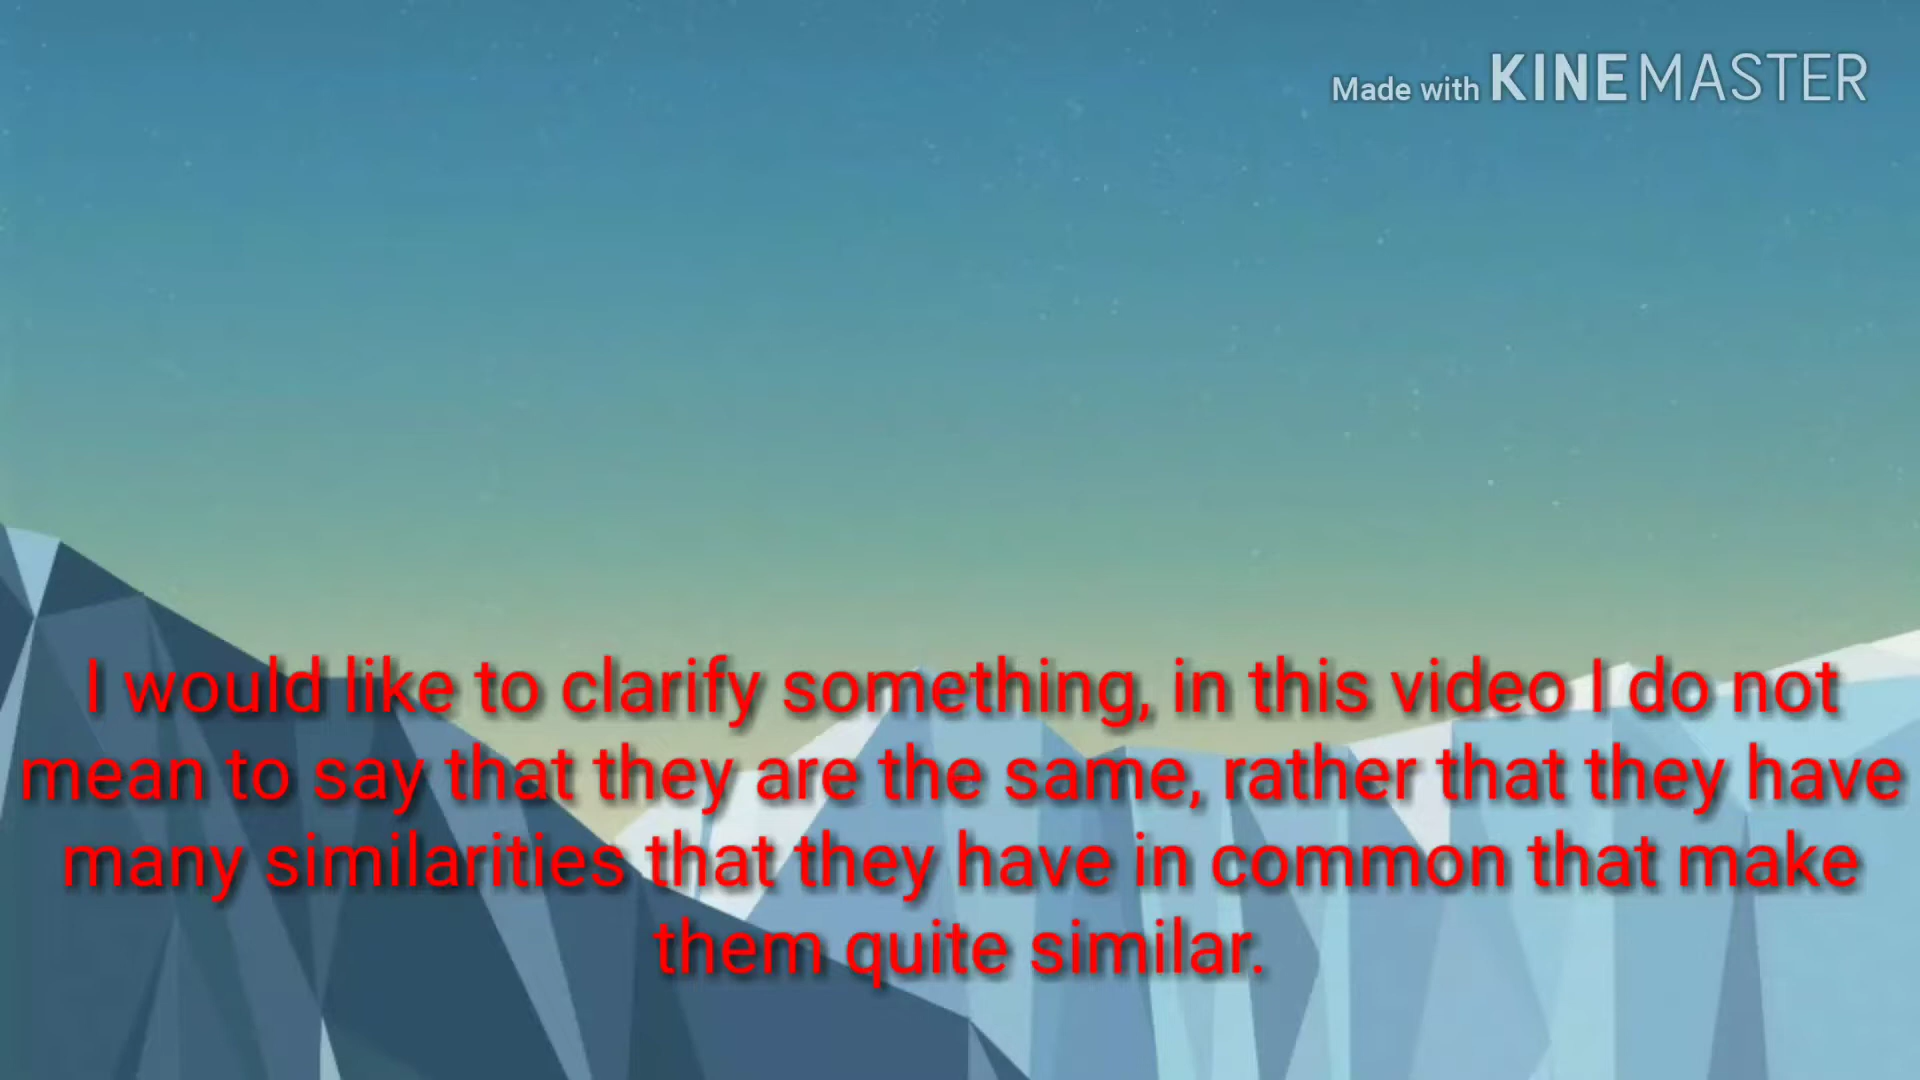 Made with KINEMASTER
I would like to clarify something, in this video I do not
mean to say that they are the same, rather that they have
many similarities that they have in common that make
them quite similar.